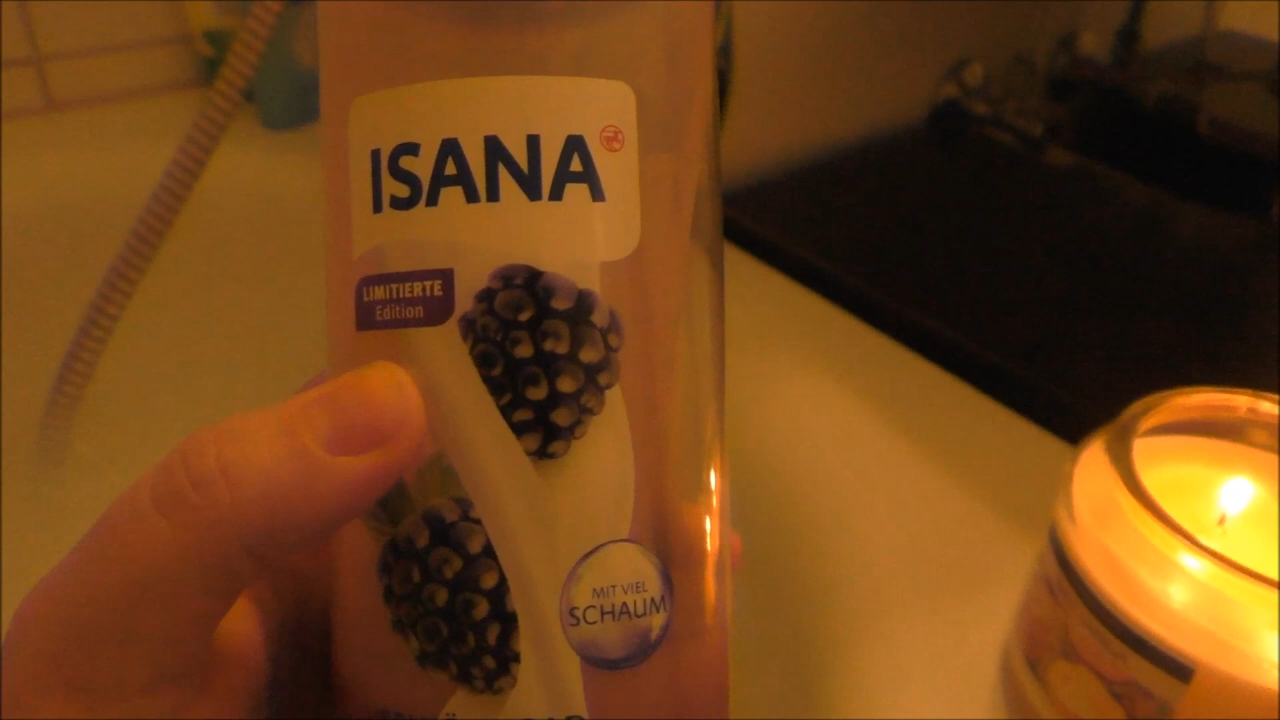 ISANA
LIMITIERTE
Edition
MIT VIEL
SCHAUM